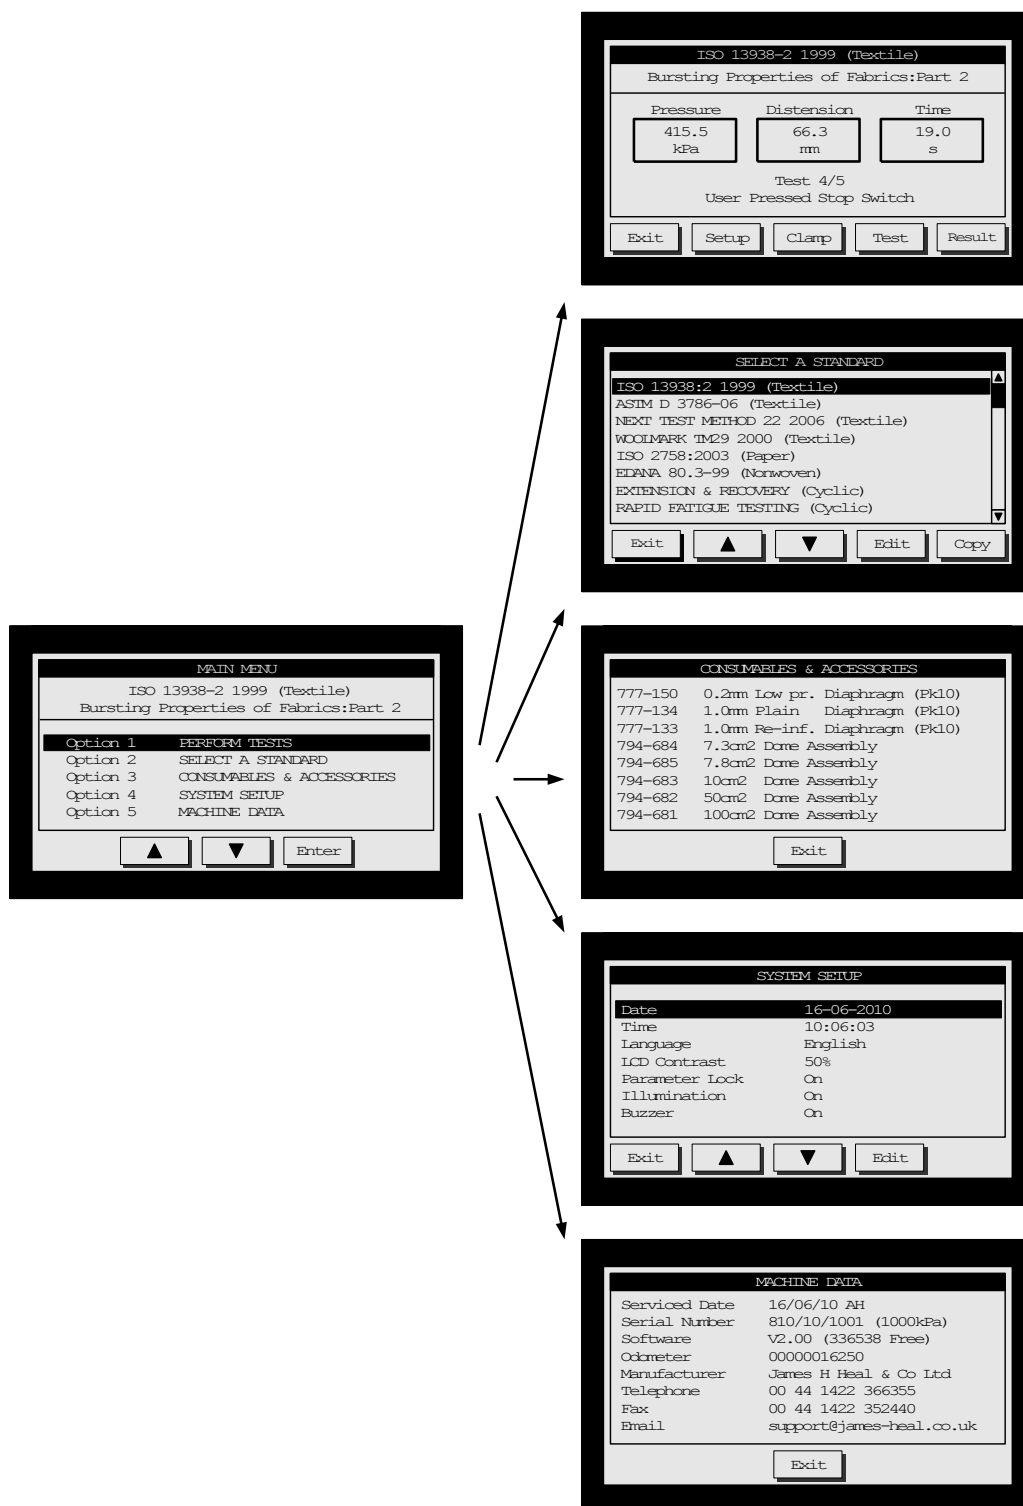 ISO 13938-2 1999 (Textile)
Bursting Properties of Fabrics:Part 2
Pressure Distension Time
415.5 66.3 19.0
kPa mm s
Test 4/5
User Pressed Stop Switch
Exit Setup Clamp Test Result
SELECT A STANDARD
ISO 13938:2 1999 (Textile)
ASTM D 3786-06 (Textile)
NEXT TEST METHOD 22 2006 (Textile)
WOOLMARK TM29 2000 (Textile)
ISO 2758:2003 (Paper)
EDANA 80.3-99 (Nonwoven)
EXTENSION & RECOVERY (Cyclic)
RAPID FATIGUE TESTING (Cyclic)
Exit Edit Copy
MAIN MENU
ISO 13938-2 1999 (Textile)
Bursting Properties of Fabrics:Part 2
Option 1 PERFORM TESTS
Option 2 SELECT A STANDARD
Option 3 CONSUMABLES & ACCESSORIES
Option 4 SYSTEM SETUP
Option 5 MACHINE DATA
Enter
CONSUMABLES & ACCESSORIES
777-150 0.2mm Low pr. Diaphragm (Pk10)
777-134 1.0mm Plain Diaphragm (Pk10)
777-133 1.0mm Re-inf. Diaphragm (Pk10)
794-684 7.3cm2 Dome Assembly
794-685 7.8cm2 Dome Assembly
794-683 10cm2 Dome Assembly
794-682 50cm2 Dome Assembly
794-681 100cm2 Dome Assembly
Exit
SYSTEM SETUP
Date 16-06-2010
Time 10:06:03
Language English
LCD Contrast 50%
Parameter Lock On
Illumination On
Buzzer On
Exit Edit
MACHINE DATA
Serviced Date 16/06/10 AH
Serial Number 810/10/1001 (1000kPa)
Software V2.00 (336538 Free)
Odometer 00000016250
Manufacturer James H Heal & Co Ltd
Telephone 00 44 1422 366355
Fax 00 44 1422 352440
Email support@james-heal.co.uk
Exit